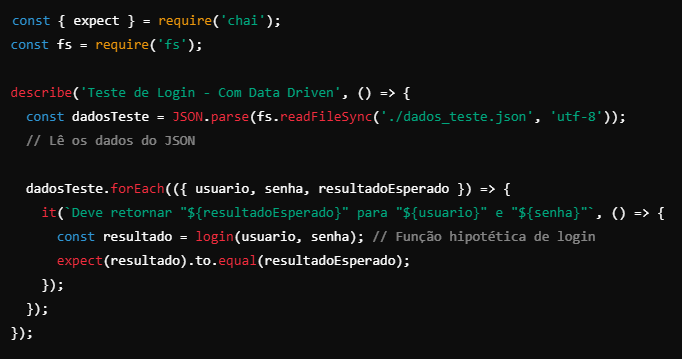 const { expect } = require('chai');
const fs = require('fs');

describe('Teste de Login - Com Data Driven', () => {
  const dadosTeste = JSON.parse(fs.readFileSync('./dados_teste.json', 'utf-8'));
  // Lê os dados do JSON

  dadosTeste.forEach(({ usuario, senha, resultadoEsperado }) => {
    it(`Deve retornar "${resultadoEsperado}" para "${usuario}" e "${senha}"`, () => {
      const resultado = login(usuario, senha); // Função hipotética de login
      expect(resultado).to.equal(resultadoEsperado);
    });
  });
});